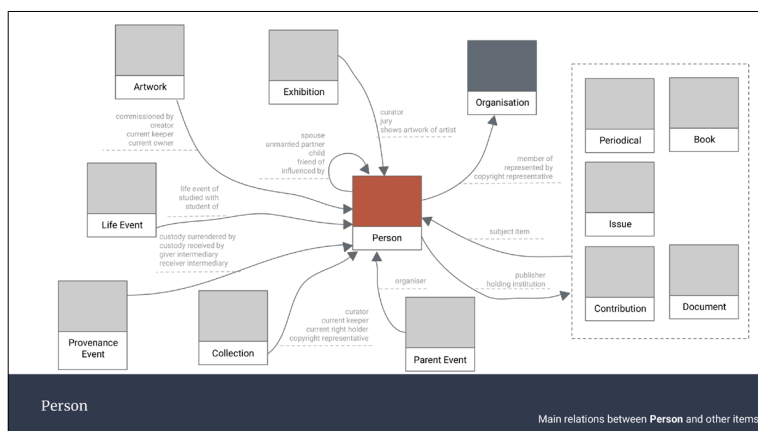 Artwork
Exhibition
Organisation
Periodical
Book
commissioned by
creator
current keeper
current owner
curator
jury
shows artwork of artist
spouse
unmarried partner
child
friend of
influenced by
member of
represented by
copyright representative
Life Event
life event of
studied with
student of
Person
Issue
subject item
custody surrendered by
custody received by
giver intermediary
receiver intermediary
organiser
publisher
holding institution
Contribution
Document
Provenance
Event
Collection
curator
current keeper
current right holder
copyright representative
Parent Event
Person
Main relations between Person and other items